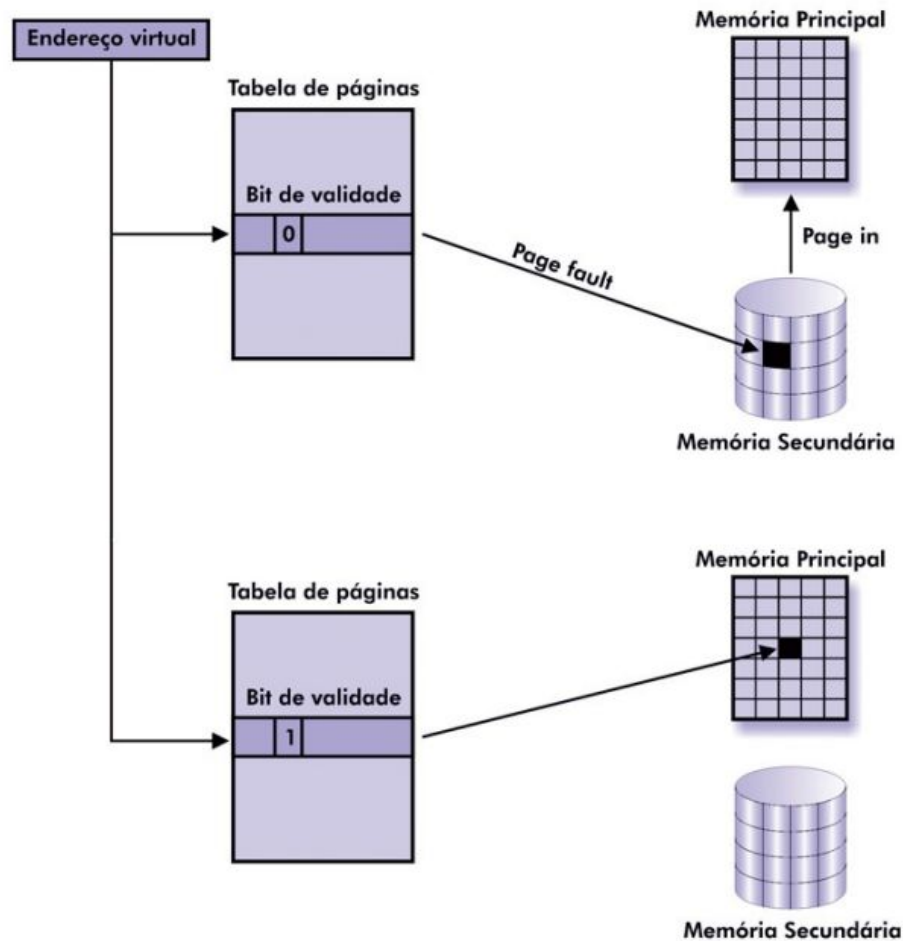 Endereço virtual
Memória Principal
Tabela de páginas
Bit de validade
0
Page fault
Page in
Memória Secundária
Memória Principal
Tabela de páginas
Bit de validade
1
Memória Secundária